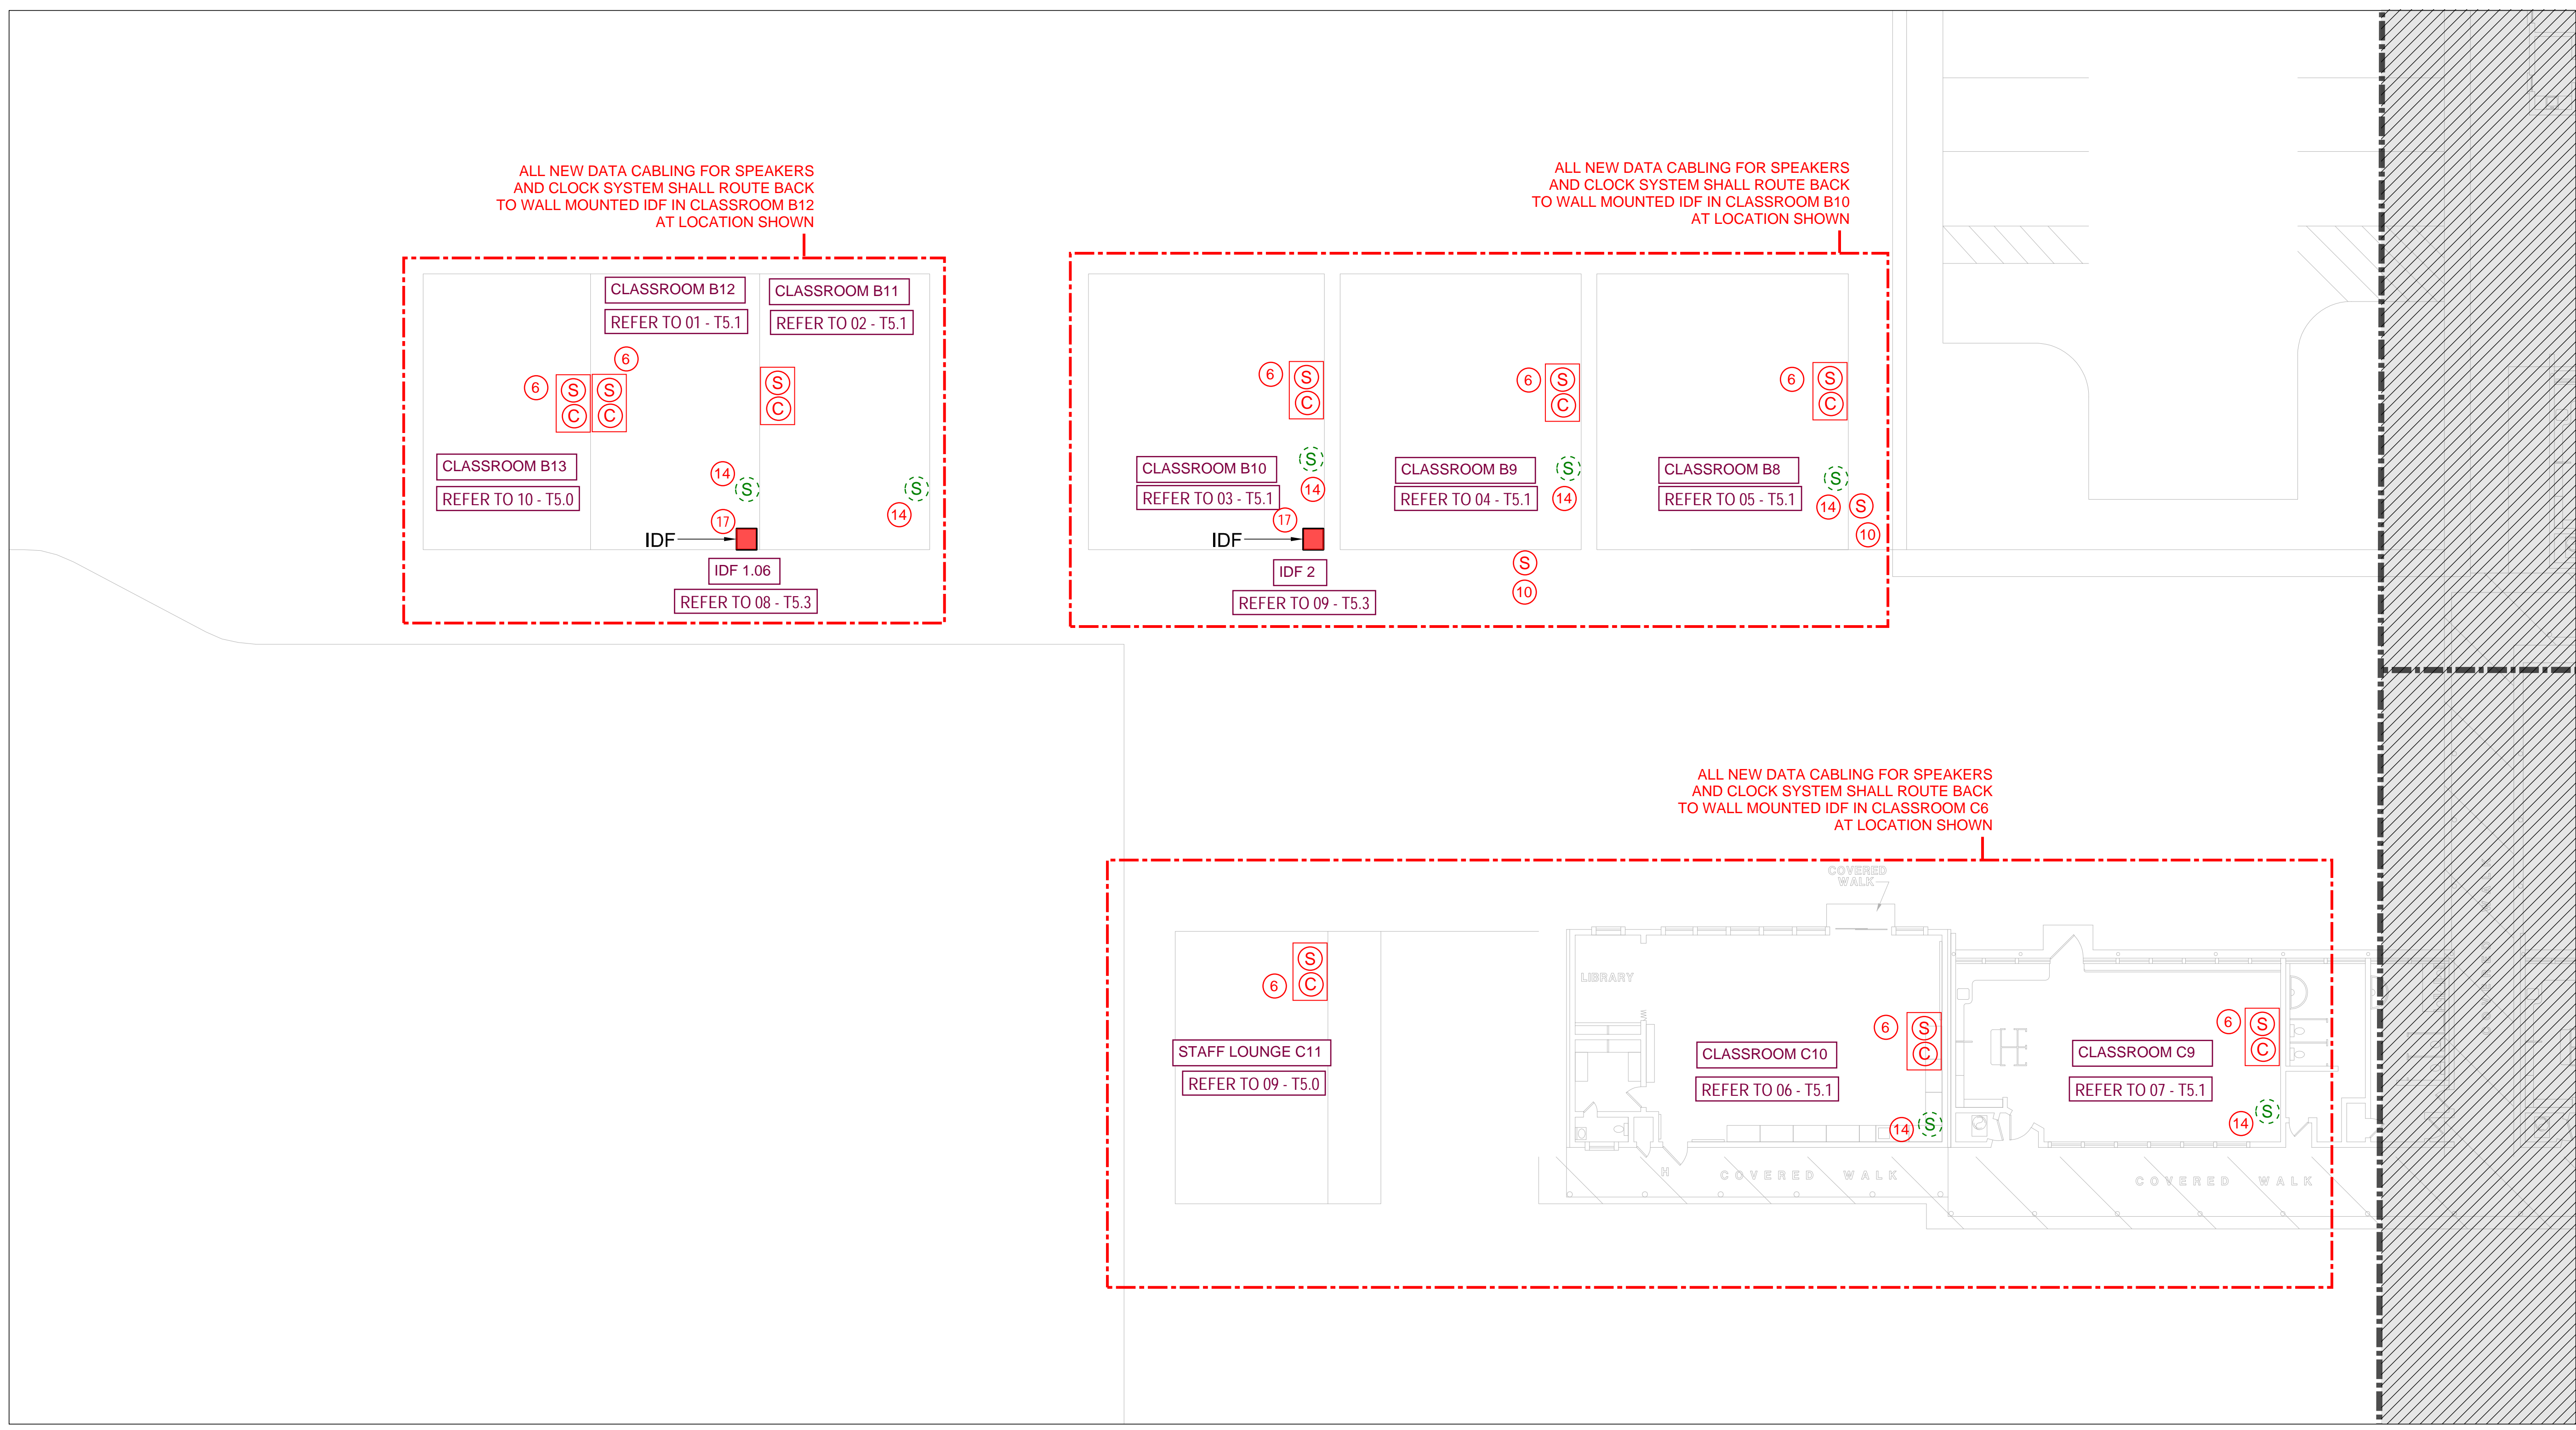 ALL NEW DATA CABLING FOR SPEAKERS
AND CLOCK SYSTEM SHALL ROUTE BACK
TO WALL MOUNTED IDF IN CLASSROOM B12
AT LOCATION SHOWN
CLASSROOM B12
REFER TO 01 - T5.1
CLASSROOM B11
REFER TO 02 - T5.1
6
6
S
C
S
C
S
C
CLASSROOM B13
REFER TO 10 - T5.0
14
S
S
14
17
IDF
IDF 1.06
REFER TO 08 - T5.3
ALL NEW DATA CABLING FOR SPEAKERS
AND CLOCK SYSTEM SHALL ROUTE BACK
TO WALL MOUNTED IDF IN CLASSROOM B10
AT LOCATION SHOWN
6
S
C
6
S
C
6
S
C
CLASSROOM B10
REFER TO 03 - T5.1
S
14
17
IDF
IDF 2
REFER TO 09 - T5.3
CLASSROOM B9
REFER TO 04 - T5.1
S
14
S
10
CLASSROOM B8
REFER TO 05 - T5.1
S
14
S
10
ALL NEW DATA CABLING FOR SPEAKERS
AND CLOCK SYSTEM SHALL ROUTE BACK
TO WALL MOUNTED IDF IN CLASSROOM C6
AT LOCATION SHOWN
COVERED
WALK
6
S
C
STAFF LOUNGE C11
REFER TO 09 - T5.0
LIBRARY
6
S
C
CLASSROOM C10
REFER TO 06 - T5.1
14
S
6
S
C
CLASSROOM C9
REFER TO 07 - T5.1
14
S
H
COVERED WALK
COVERED WALK